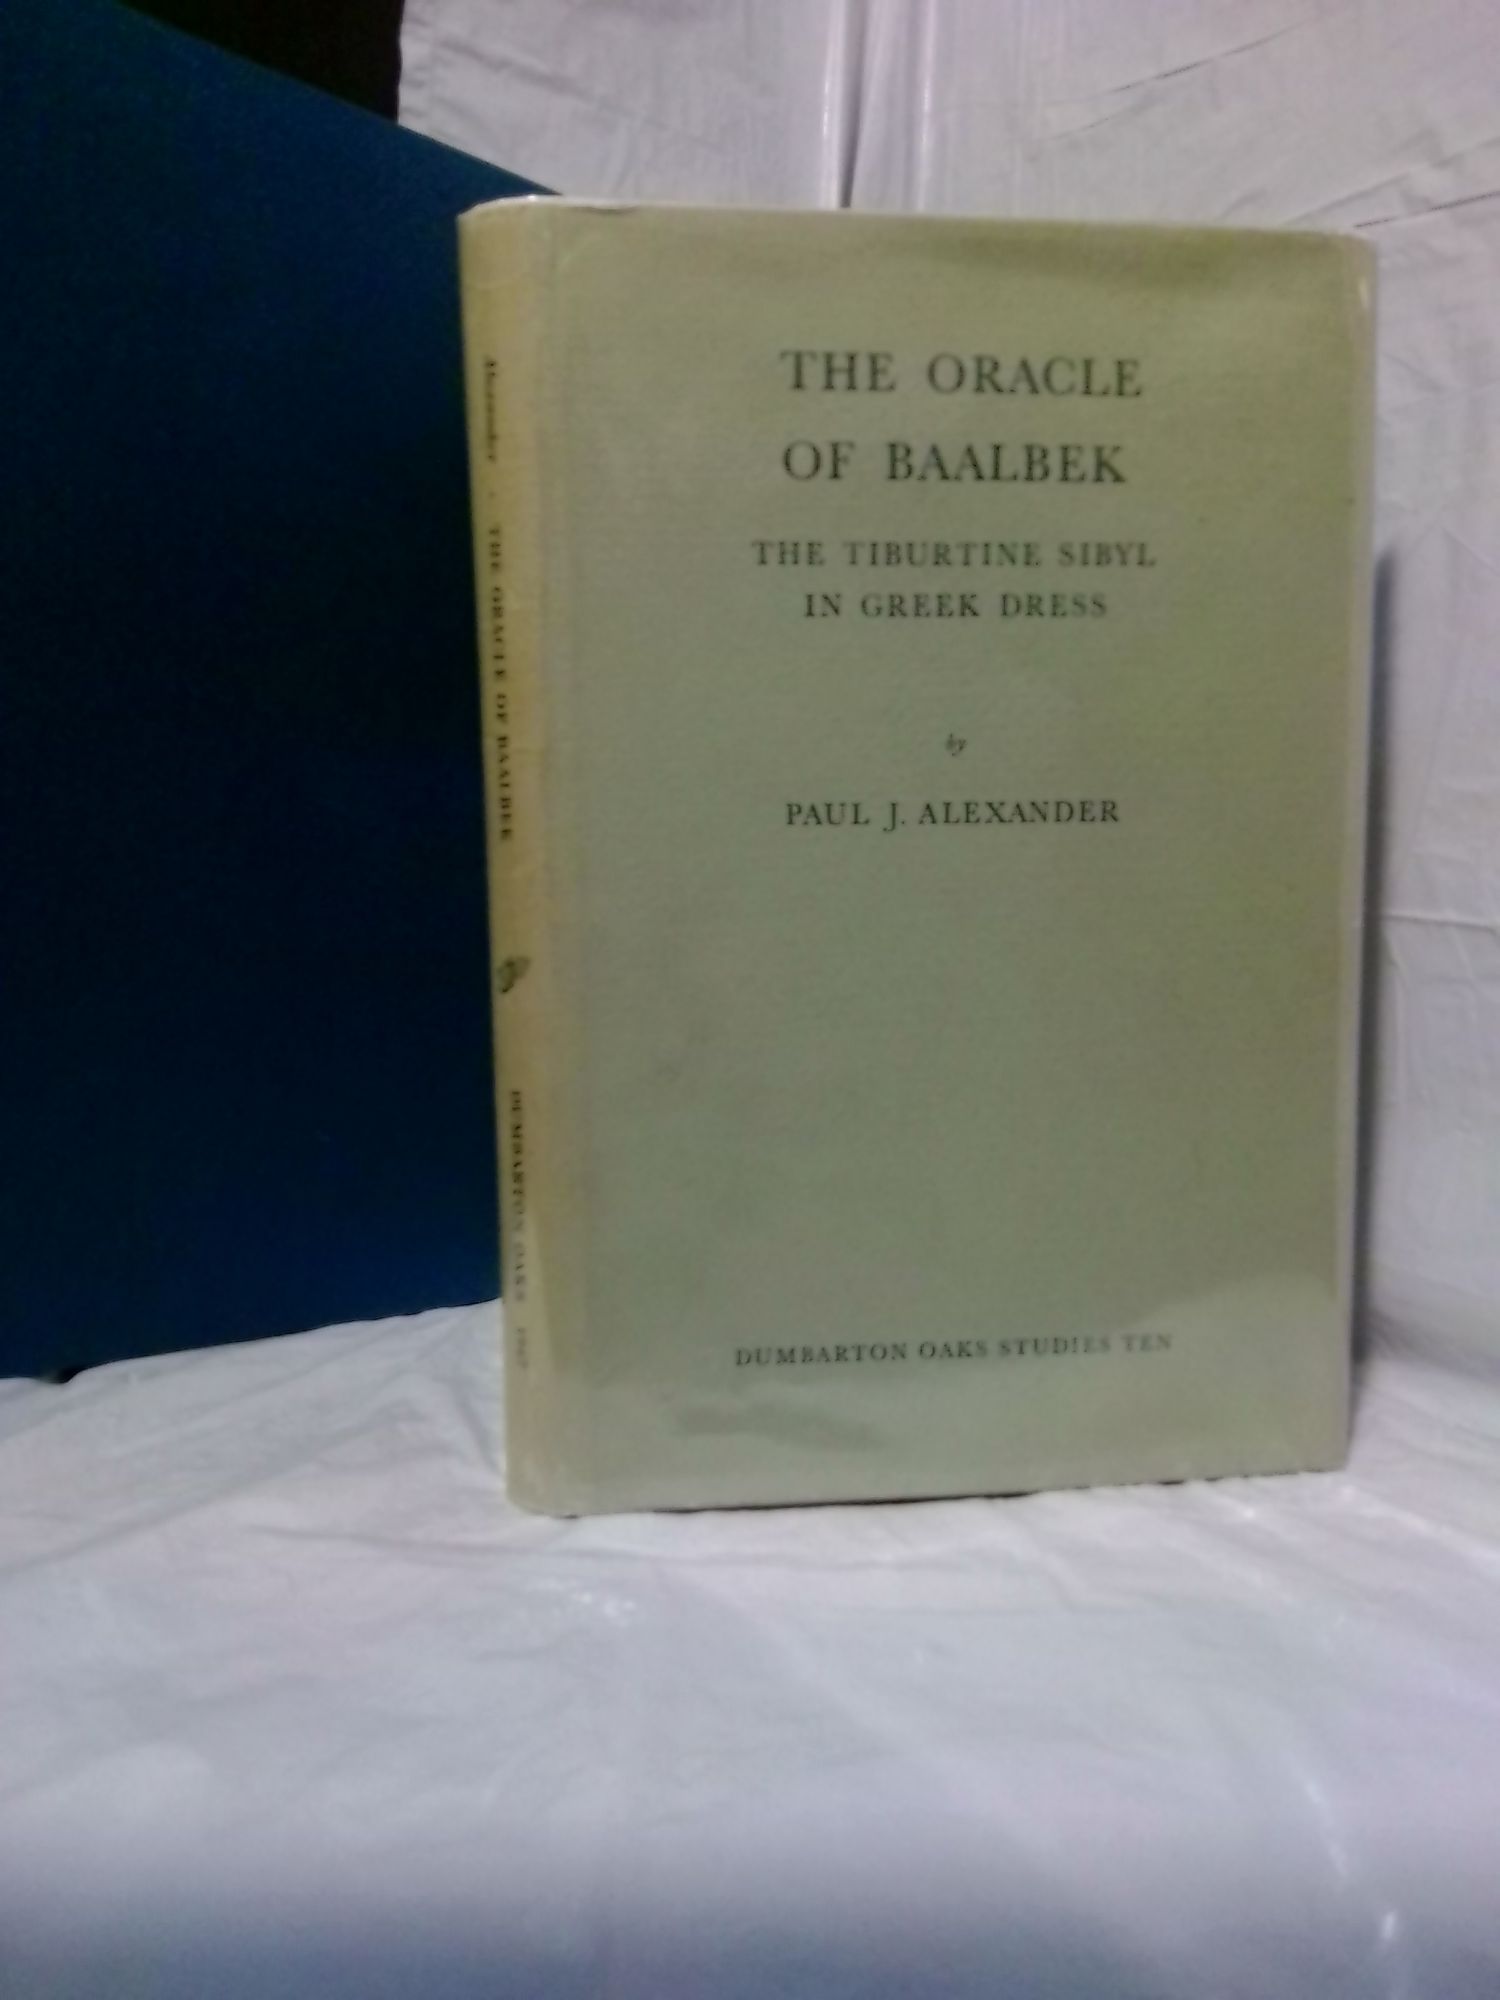 THE ORACLE
OF BAALBEK
THE TIBURTINE SIBYL
IN GREEK DRESS
by
PAUL J. ALEXANDER
DUMBARTON OAKS STUDIES TEN
Alexander · THE ORACLE OF BAALBEK
DUMBARTON OAKS 1967